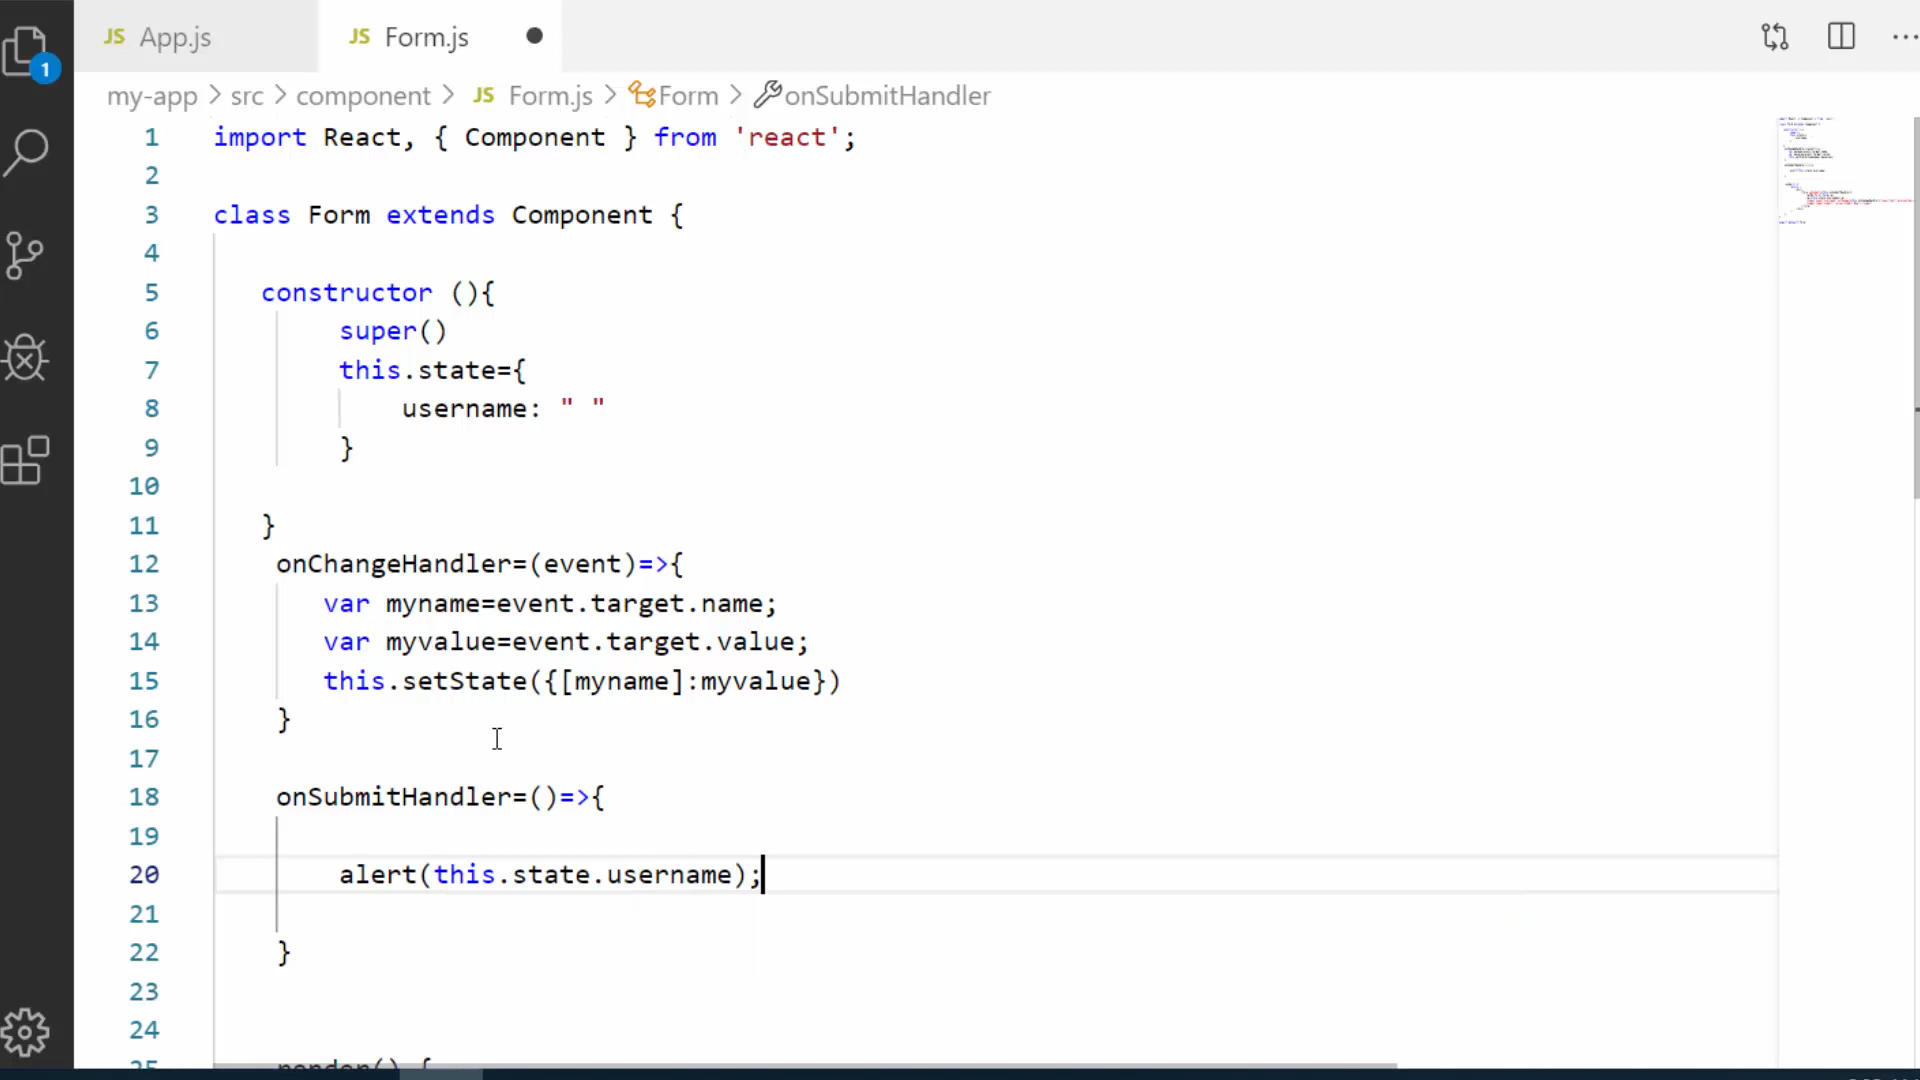 JS App.js
JS Form.js
1
my-app > src > component > JS Form.js > Form > onSubmitHandler
1 import React, { Component } from 'react';
2
3 class Form extends Component {
4
5 constructor (){
6 super()
7 this.state={
8 username: " "
9 }
10
11 }
12 onChangeHandler=(event)=>{
13 var myname=event.target.name;
14 var myvalue=event.target.value;
15 this.setState({[myname]:myvalue})
16 }
17
18 onSubmitHandler=()=>{
19
20 alert(this.state.username);
21
22 }
23
24
25 render() {